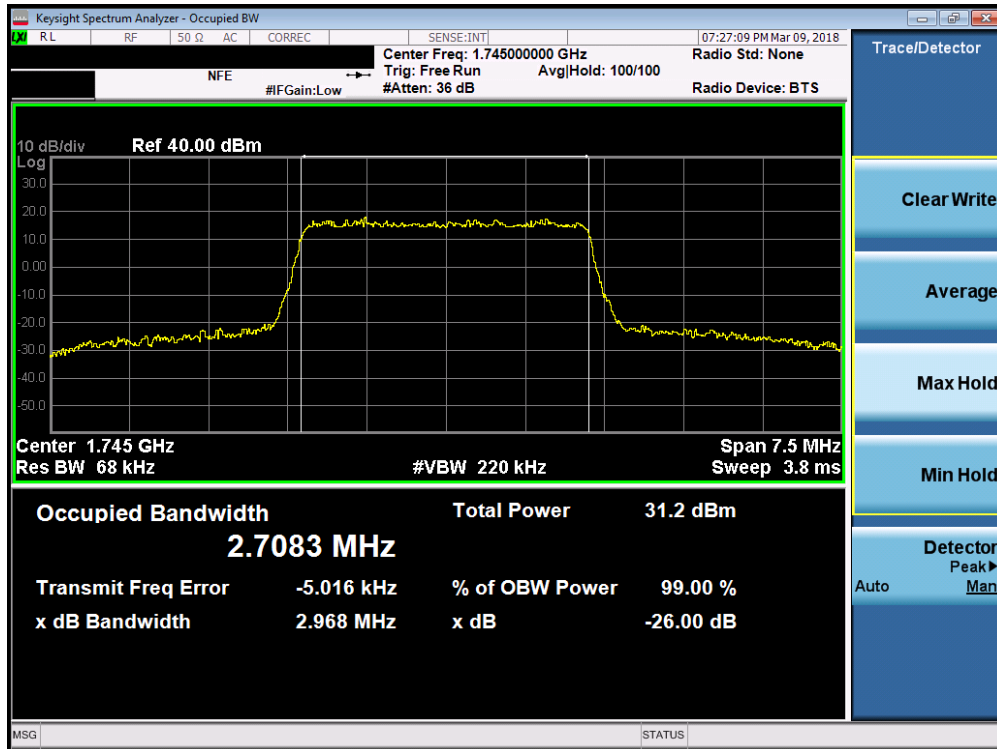 Keysight Spectrum Analyzer - Occupied BW
LXI RL RF 50 Ω AC CORREC SENSE:INT 07:27:09 PM Mar 09, 2018
Center Freq: 1.745000000 GHz Radio Std: None
NFE Trig: Free Run Avg|Hold: 100/100
#IFGain:Low #Atten: 36 dB Radio Device: BTS
10 dB/div Ref 40.00 dBm
Log
30.0
20.0
10.0
0.00
-10.0
-20.0
-30.0
-40.0
-50.0
Center 1.745 GHz Span 7.5 MHz
Res BW 68 kHz #VBW 220 kHz Sweep 3.8 ms
Occupied Bandwidth Total Power 31.2 dBm
2.7083 MHz
Transmit Freq Error -5.016 kHz % of OBW Power 99.00 %
x dB Bandwidth 2.968 MHz x dB -26.00 dB
MSG STATUS
Trace/Detector
Clear Write
Average
Max Hold
Min Hold
Detector
Peak▶
Auto Man